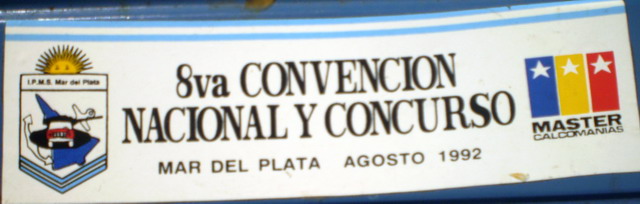 I.P.M.S. Mar del Plata
8va CONVENCION
NACIONAL Y CONCURSO
MAR DEL PLATA AGOSTO 1992
MASTER
CALCOMANIAS